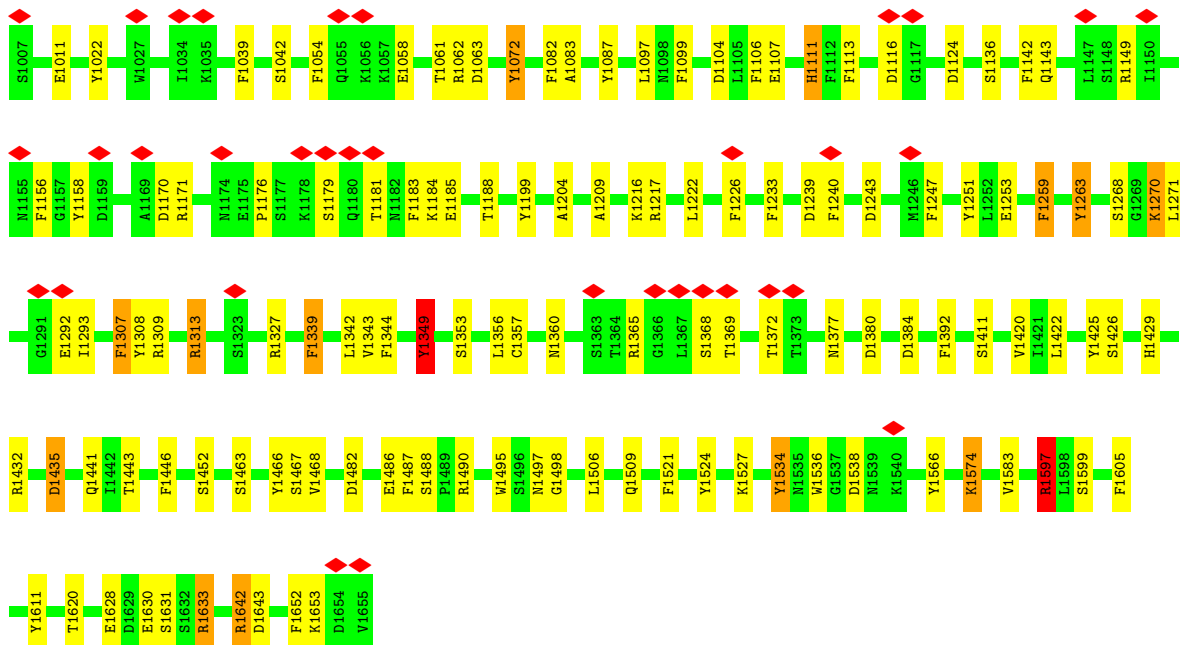 S1007 E1011 Y1022 W1027 I1034 K1035 F1039 S1042 F1054 Q1055 K1056 K1057 E1058 T1061 R1062 D1063 Y1072 F1082 A1083 Y1087 L1097 N1098 F1099 D1104 L1105 F1106 E1107 H1111 F1112 F1113 D1116 G1117 D1124 S1136 F1142 Q1143 L1147 S1148 R1149 I1150
N1155 F1156 G1157 Y1158 D1159 A1169 D1170 R1171 N1174 E1175 P1176 S1177 K1178 S1179 Q1180 T1181 N1182 F1183 K1184 E1185 T1188 Y1199 A1204 A1209 K1216 R1217 L1222 F1226 F1233 D1239 F1240 D1243 M1246 F1247 Y1251 L1252 E1253 F1259 Y1263 S1268 G1269 K1270 L1271
G1291 E1292 I1293 F1307 Y1308 R1309 R1313 S1323 R1327 F1339 L1342 V1343 F1344 Y1349 S1353 L1356 C1357 N1360 S1363 T1364 R1365 G1366 L1367 S1368 T1369 T1372 T1373 N1377 D1380 D1384 F1392 S1411 V1420 I1421 L1422 Y1425 S1426 H1429
R1432 D1435 Q1441 I1442 T1443 F1446 S1452 S1463 Y1466 S1467 V1468 D1482 E1486 F1487 S1488 P1489 R1490 W1495 S1496 N1497 G1498 L1506 Q1509 F1521 Y1524 K1527 Y1534 N1535 W1536 G1537 D1538 N1539 K1540 Y1566 K1574 V1583 R1597 L1598 S1599 F1605
Y1611 T1620 E1628 D1629 E1630 S1631 S1632 R1633 R1642 D1643 F1652 K1653 D1654 V1655